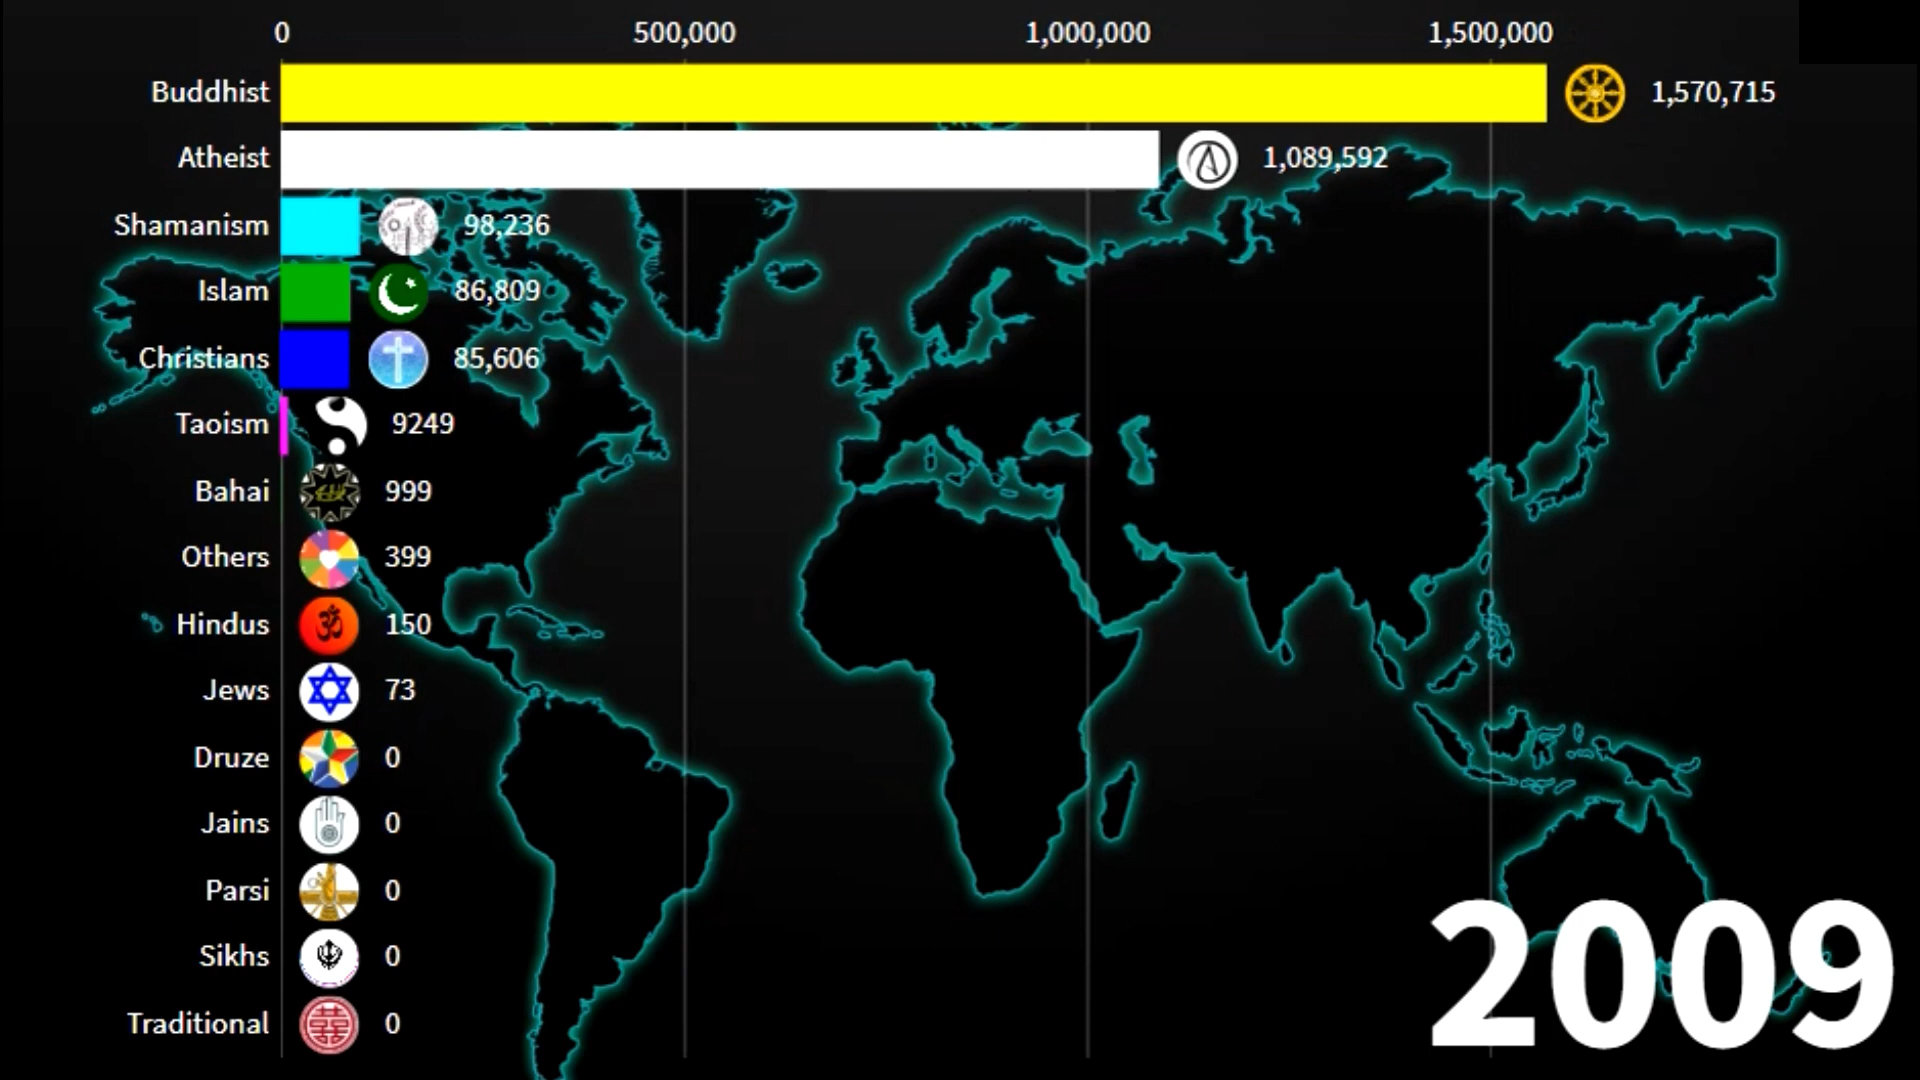 0 500,000 1,000,000 1,500,000
Buddhist 1,570,715
Atheist 1,089,592
Shamanism 98,236
Islam 86,809
Christians 85,606
Taoism 9249
Bahai 999
Others 399
Hindus 150
Jews 73
Druze 0
Jains 0
Parsi 0
Sikhs 0
Traditional 0
2009